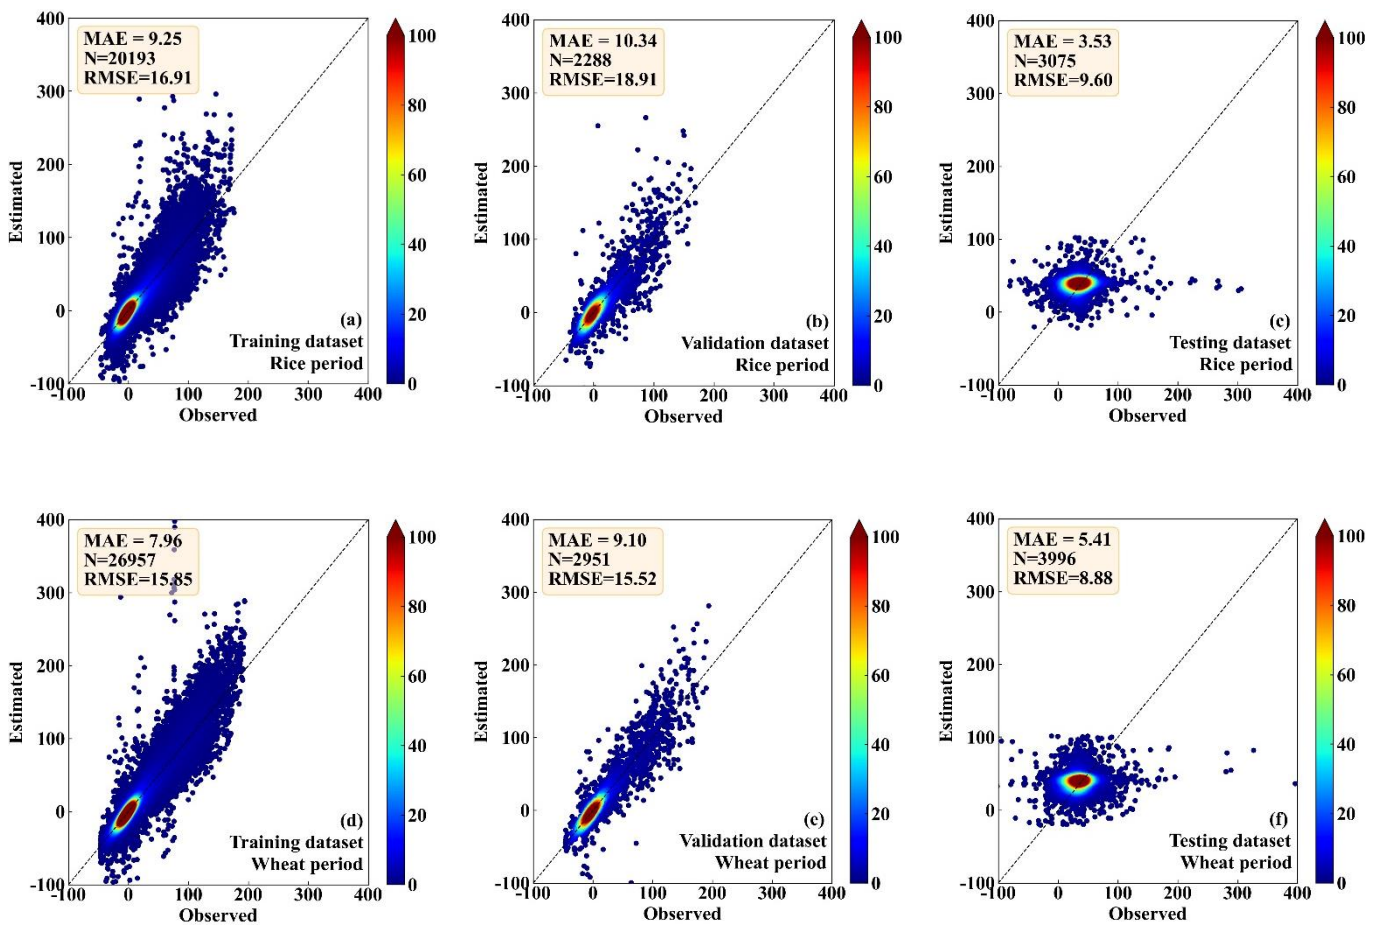 400
300
200
100
0
-100
Estimated
MAE = 9.25
N=20193
RMSE=16.91
(a)
Training dataset
Rice period
-100 0 100 200 300 400
Observed
100
80
60
40
20
0
400
300
200
100
0
-100
Estimated
MAE = 10.34
N=2288
RMSE=18.91
(b)
Validation dataset
Rice period
-100 0 100 200 300 400
Observed
100
80
60
40
20
0
400
300
200
100
0
-100
Estimated
MAE = 3.53
N=3075
RMSE=9.60
(c)
Testing dataset
Rice period
-100 0 100 200 300 400
Observed
100
80
60
40
20
0
400
300
200
100
0
-100
Estimated
MAE = 7.96
N=26957
RMSE=15.85
(d)
Training dataset
Wheat period
-100 0 100 200 300 400
Observed
100
80
60
40
20
0
400
300
200
100
0
-100
Estimated
MAE = 9.10
N=2951
RMSE=15.52
(e)
Validation dataset
Wheat period
-100 0 100 200 300 400
Observed
100
80
60
40
20
0
400
300
200
100
0
-100
Estimated
MAE = 5.41
N=3996
RMSE=8.88
(f)
Testing dataset
Wheat period
-100 0 100 200 300 400
Observed
100
80
60
40
20
0